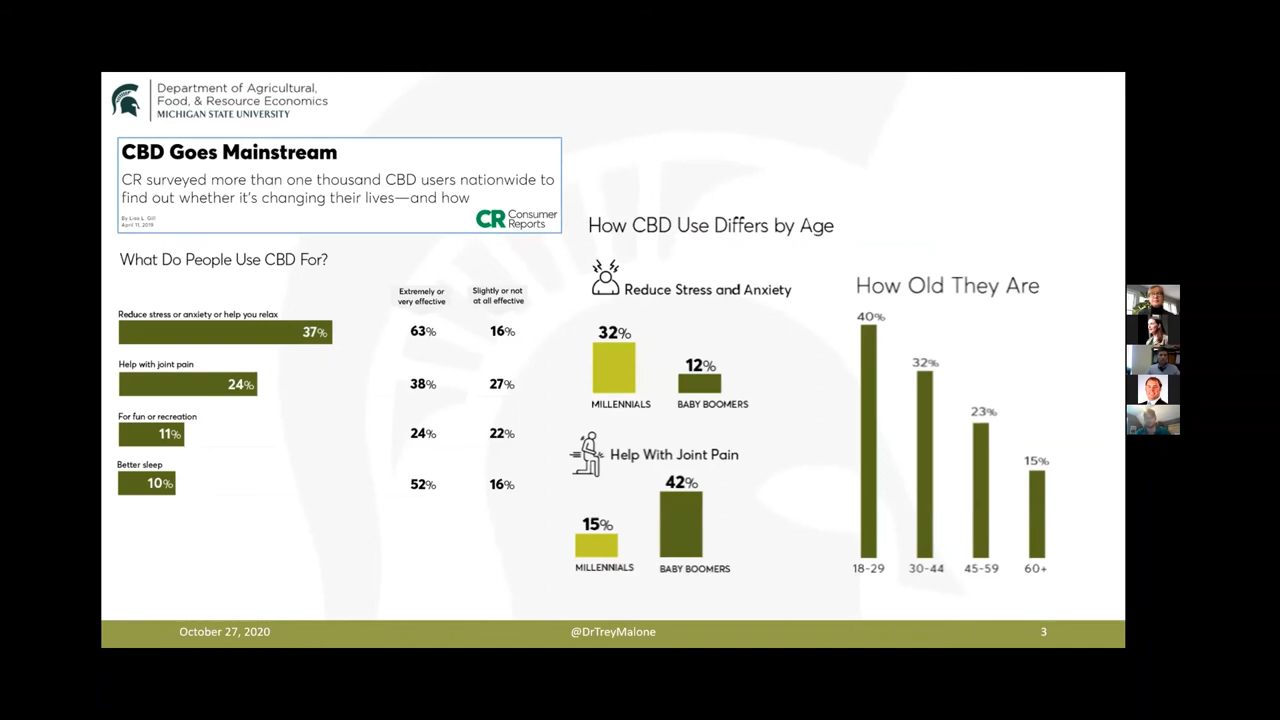 Department of Agricultural,
Food, & Resource Economics
MICHIGAN STATE UNIVERSITY
CBD Goes Mainstream
CR surveyed more than one thousand CBD users nationwide to
find out whether it's changing their lives—and how
By Lisa L. Gill
April 11, 2019
CR Consumer
Reports
What Do People Use CBD For?
Extremely or
very effective
Slightly or not
at all effective
Reduce stress or anxiety or help you relax
37% 63% 16%
Help with joint pain
24% 38% 27%
For fun or recreation
11% 24% 22%
Better sleep
10% 52% 16%
How CBD Use Differs by Age
Reduce Stress and Anxiety
32%
12%
MILLENNIALS BABY BOOMERS
Help With Joint Pain
42%
15%
MILLENNIALS BABY BOOMERS
How Old They Are
40%
32%
23%
15%
18-29 30-44 45-59 60+
October 27, 2020 @DrTreyMalone 3